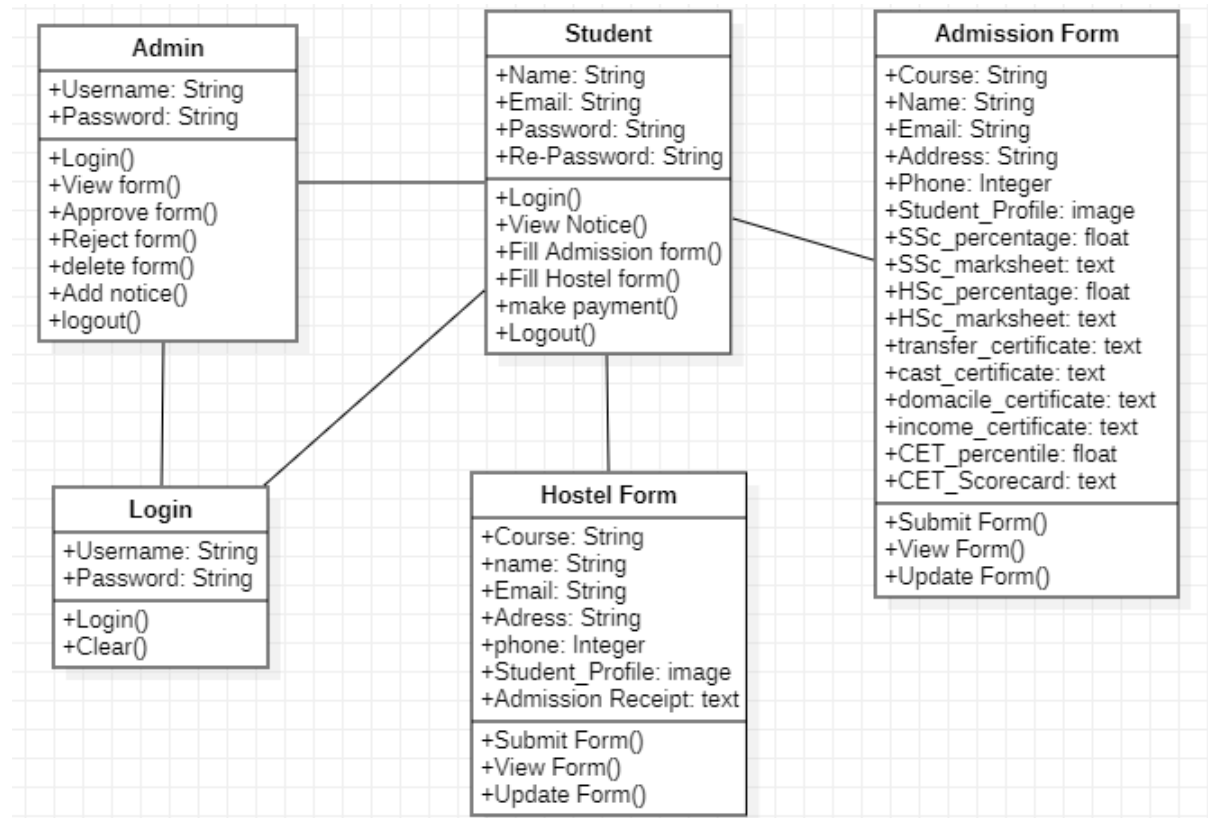 Admin
+Username: String
+Password: String
+Login()
+View form()
+Approve form()
+Reject form()
+delete form()
+Add notice()
+logout()
Student
+Name: String
+Email: String
+Password: String
+Re-Password: String
+Login()
+View Notice()
+Fill Admission form()
+Fill Hostel form()
+make payment()
+Logout()
Admission Form
+Course: String
+Name: String
+Email: String
+Address: String
+Phone: Integer
+Student_Profile: image
+SSc_percentage: float
+SSc_marksheet: text
+HSc_percentage: float
+HSc_marksheet: text
+transfer_certificate: text
+cast_certificate: text
+domacile_certificate: text
+income_certificate: text
+CET_percentile: float
+CET_Scorecard: text
+Submit Form()
+View Form()
+Update Form()
Login
+Username: String
+Password: String
+Login()
+Clear()
Hostel Form
+Course: String
+name: String
+Email: String
+Adress: String
+phone: Integer
+Student_Profile: image
+Admission Receipt: text
+Submit Form()
+View Form()
+Update Form()